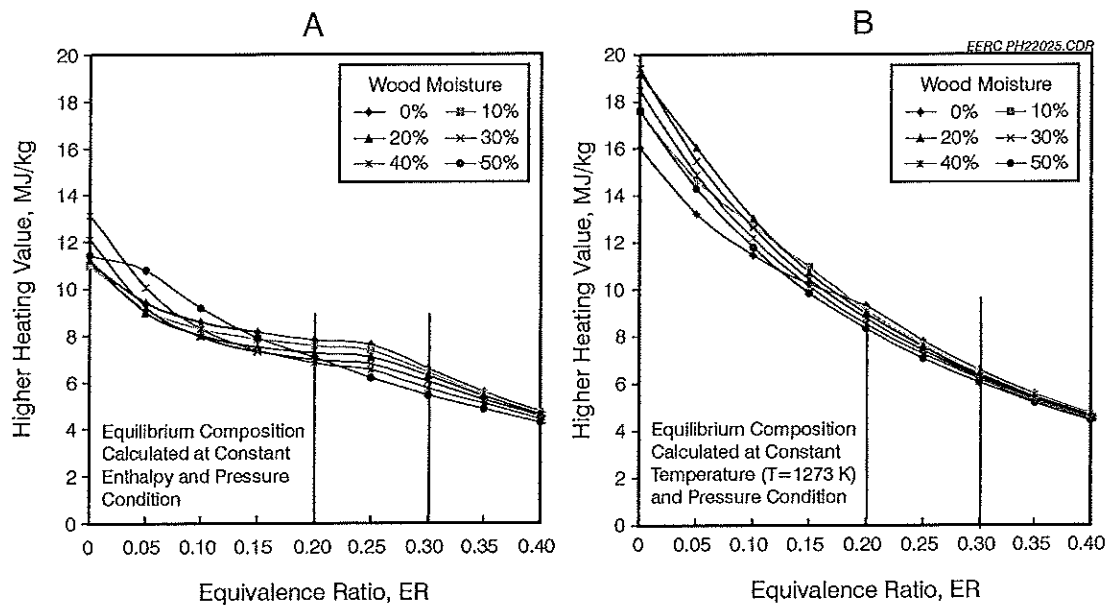 A
B
EERC PH22025.CDR
Higher Heating Value, MJ/kg
20
18
16
14
12
10
8
6
4
2
0
Wood Moisture
0% 10%
20% 30%
40% 50%
Equilibrium Composition
Calculated at Constant
Enthalpy and Pressure
Condition
0 0.05 0.10 0.15 0.20 0.25 0.30 0.35 0.40
Equivalence Ratio, ER
Higher Heating Value, MJ/kg
20
18
16
14
12
10
8
6
4
2
0
Wood Moisture
0% 10%
20% 30%
40% 50%
Equilibrium Composition
Calculated at Constant
Temperature (T=1273 K)
and Pressure Condition
0 0.05 0.10 0.15 0.20 0.25 0.30 0.35 0.40
Equivalence Ratio, ER